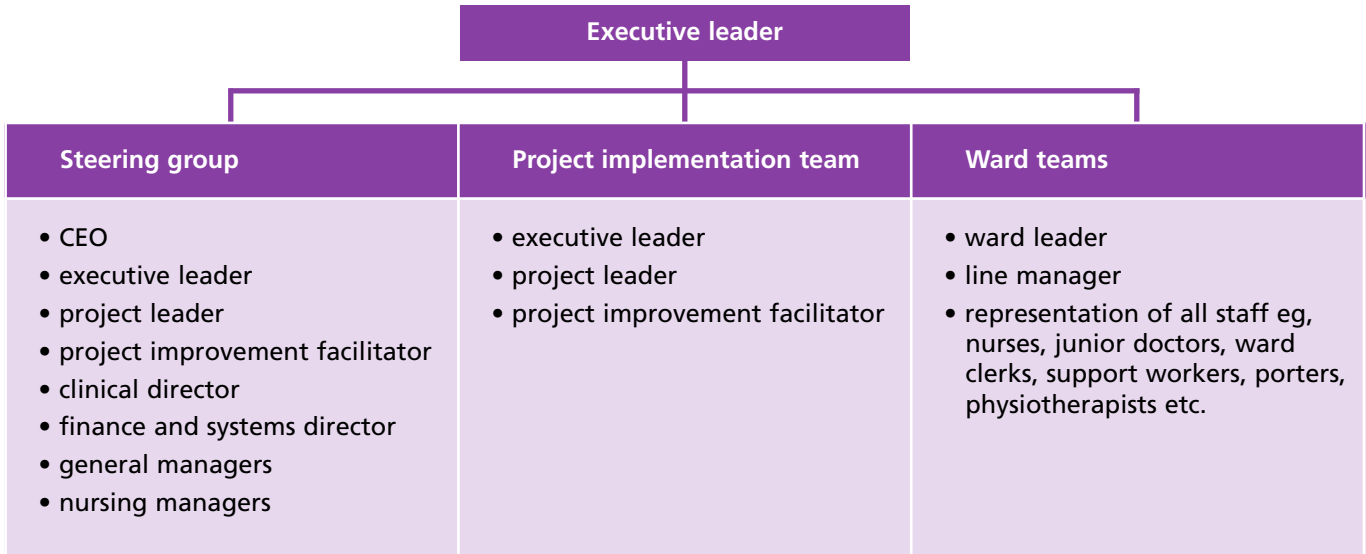 Executive leader
Steering group
• CEO
• executive leader
• project leader
• project improvement facilitator
• clinical director
• finance and systems director
• general managers
• nursing managers
Project implementation team
• executive leader
• project leader
• project improvement facilitator
Ward teams
• ward leader
• line manager
• representation of all staff eg,
nurses, junior doctors, ward
clerks, support workers, porters,
physiotherapists etc.